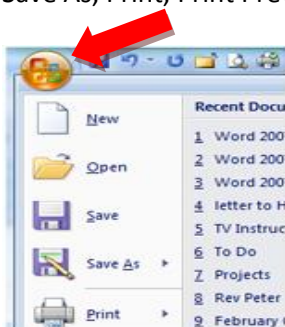 Save As, Print, Print Pre
New
Open
Save
Save As
Print
Recent Docu
1 Word 200
2 Word 200
3 Word 200
4 letter to H
5 TV Instruc
6 To Do
7 Projects
8 Rev Peter
9 February